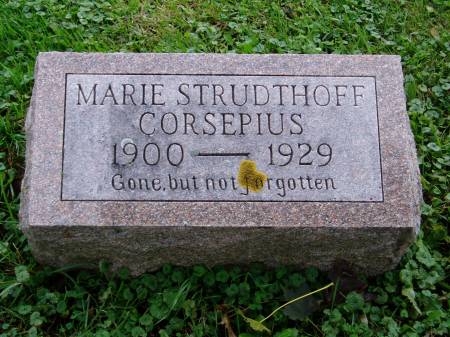 MARIE STRUDTHOFF
CORSEPIUS
1900 — 1929
Gone, but not forgotten